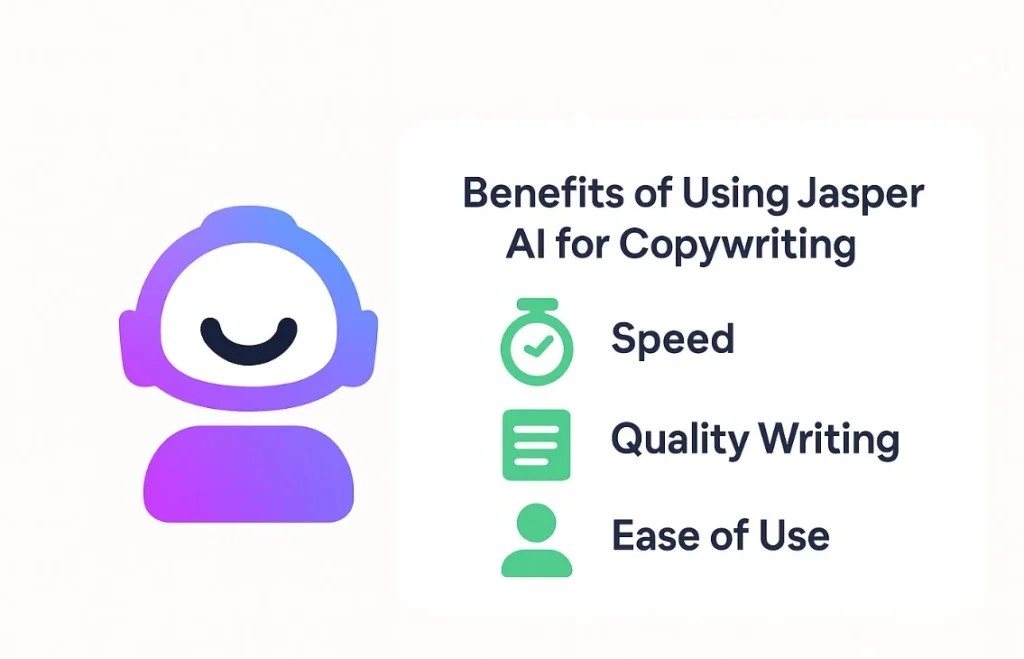 Benefits of Using Jasper
AI for Copywriting
Speed
Quality Writing
Ease of Use